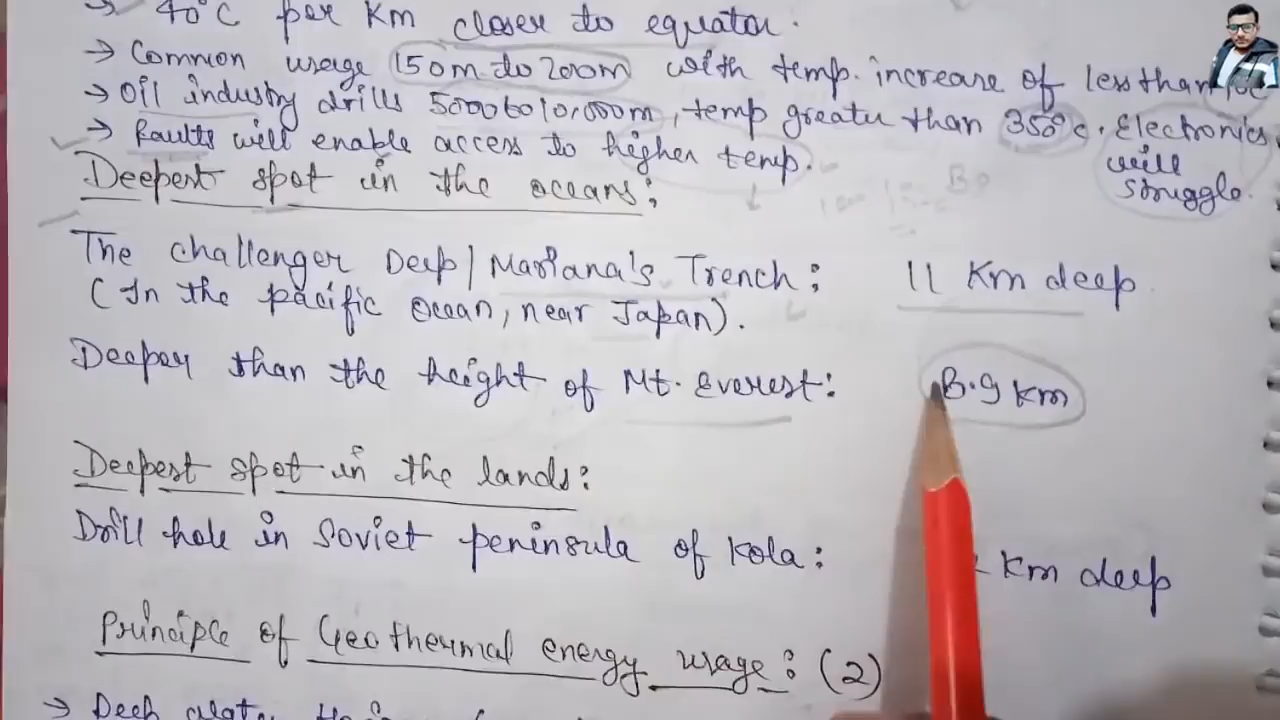 → 40°C per Km closer to equator.
→ Common usage 150m to 200m with temp. increase of less than
→ Oil industry drills 5000 to 10,000m, temp greater than 350°c. Electronics will struggle.
→ Faults will enable access to higher temp.
Deepest spot in the oceans:
The Challenger Deep/Mariana's Trench: 11 Km deep
(In the pacific Ocean, near Japan).
Deeper than the height of Mt. Everest: 8.9 km
Deepest spot in the lands:
Drill hole in Soviet peninsula of Kola: Km deep
Principle of Geothermal energy usage: (2)
→ Deep